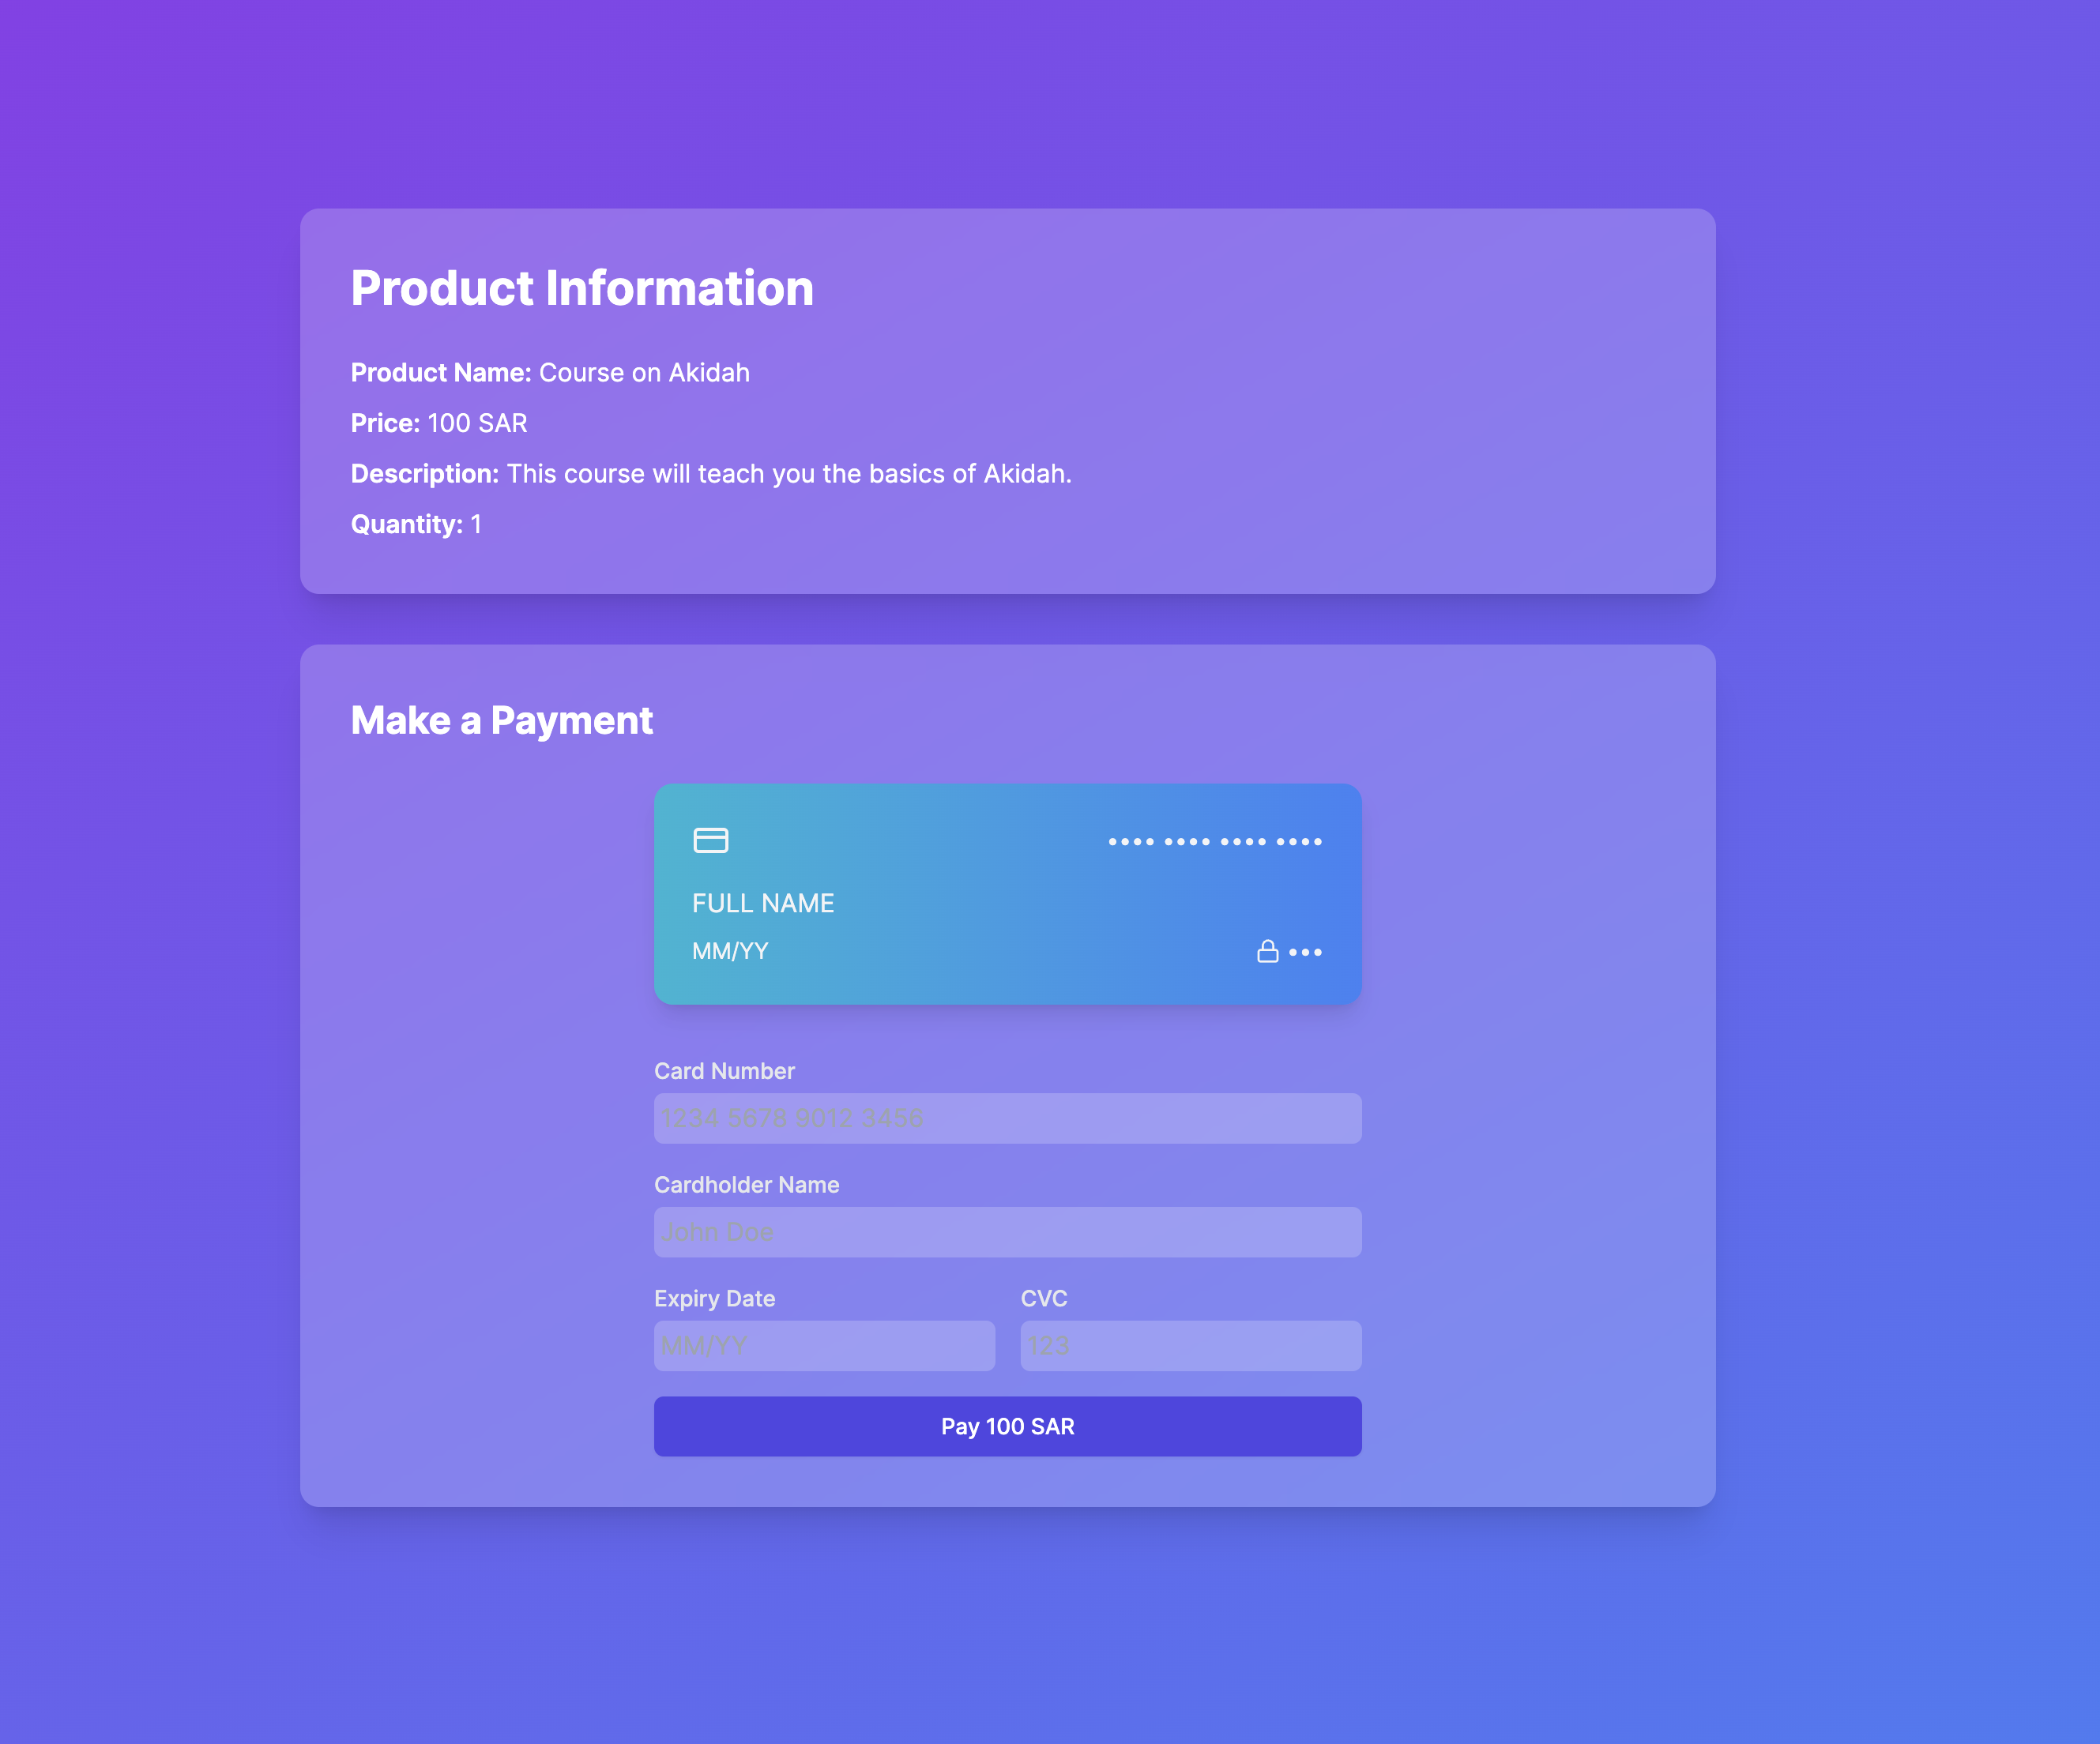 Product Information
Product Name: Course on Akidah
Price: 100 SAR
Description: This course will teach you the basics of Akidah.
Quantity: 1
Make a Payment
•••• •••• •••• ••••
FULL NAME
MM/YY •••
Card Number
1234 5678 9012 3456
Cardholder Name
John Doe
Expiry Date CVC
MM/YY 123
Pay 100 SAR